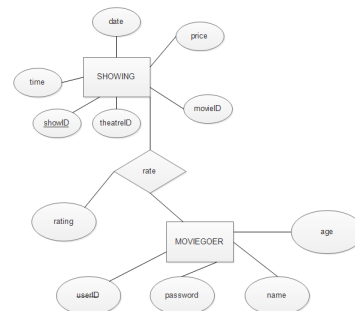 date
price
SHOWING
time
movieID
showID
theatreID
rate
rating
MOVIEGOER
age
userID
password
name